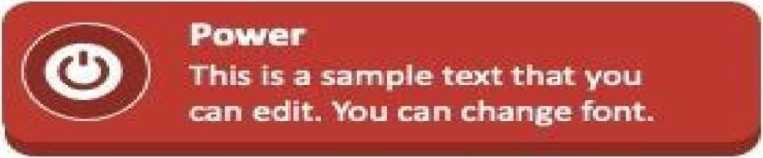 Power
This is a sample text that you
can edit. You can change font.